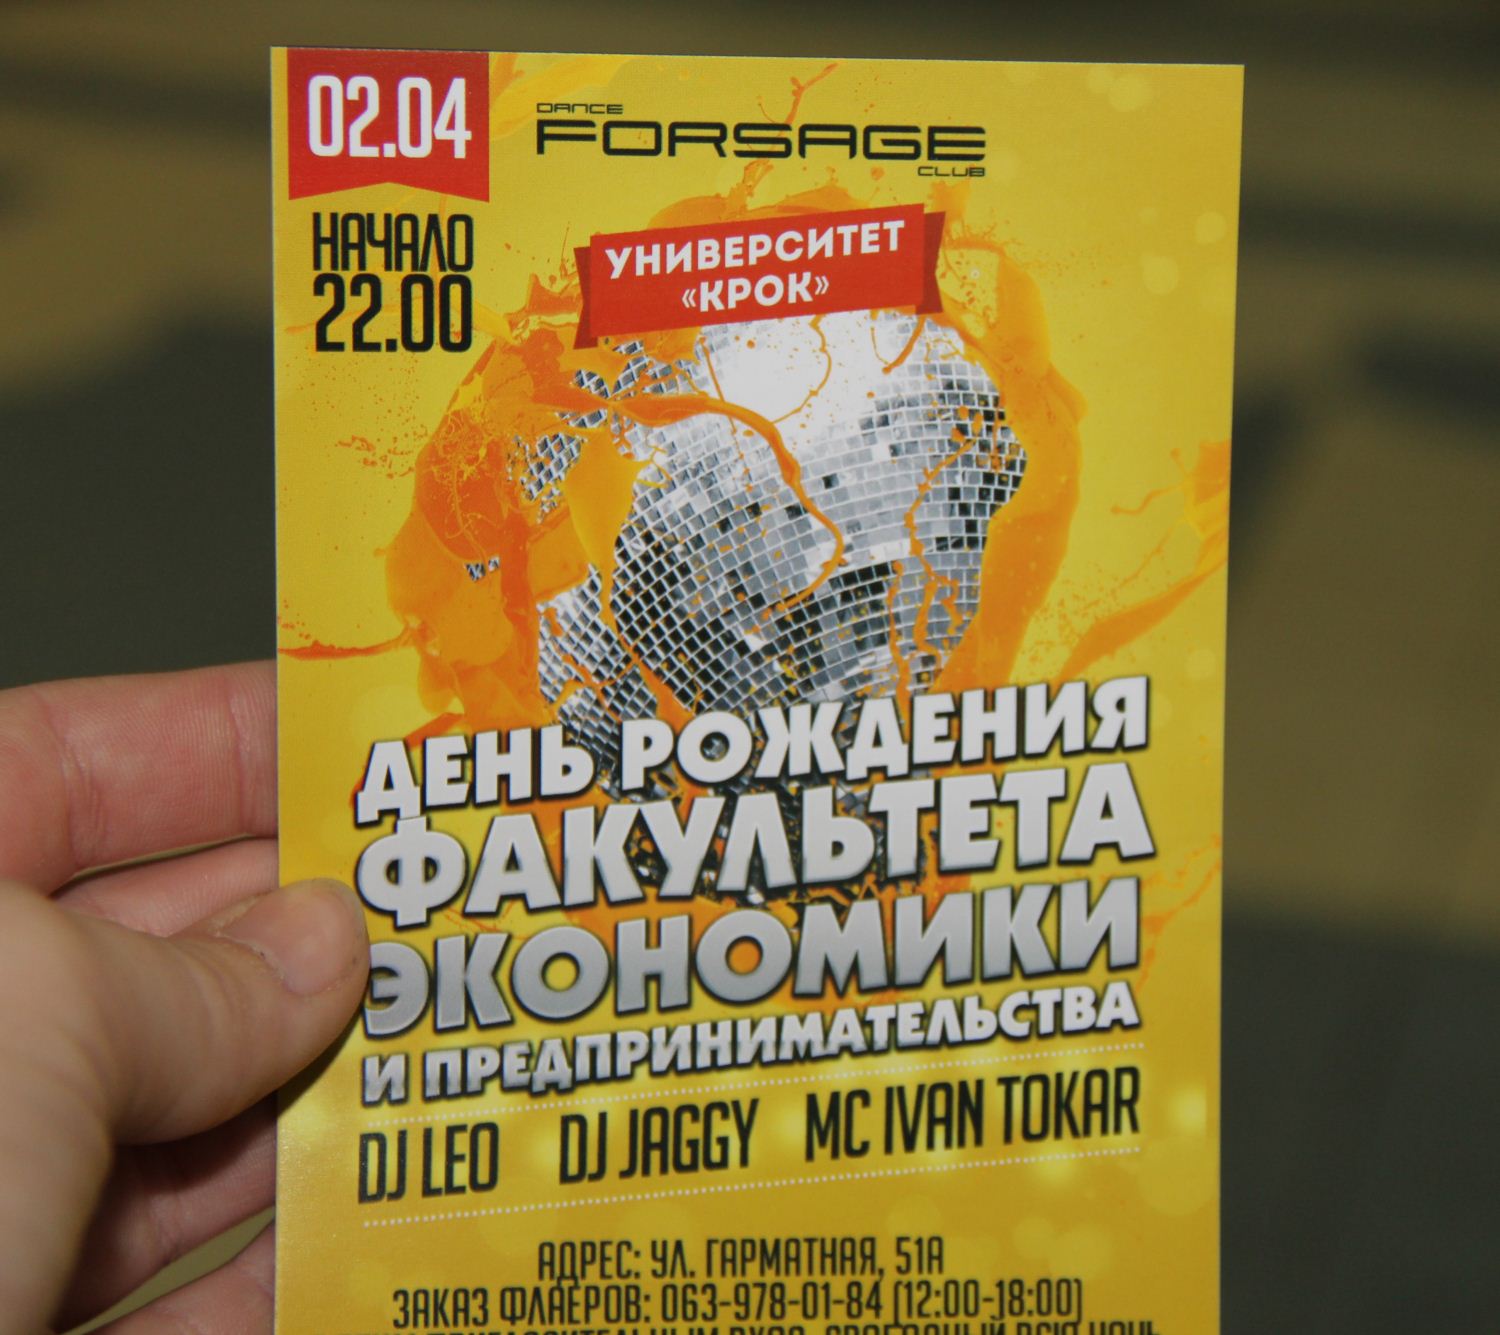 02.04
DANCE
FORSAGE
CLUB
НАЧАЛО
22.00
УНИВЕРСИТЕТ
«КРОК»
ДЕНЬ РОЖДЕНИЯ
ФАКУЛЬТЕТА
ЭКОНОМИКИ
И ПРЕДПРИНИМАТЕЛЬСТВА
DJ LEO DJ JAGGY MC IVAN TOKAR
АДРЕС: УЛ. ГАРМАТНАЯ, 51А
ЗАКАЗ ФЛАЕРОВ: 063-978-01-84 (12:00-18:00)